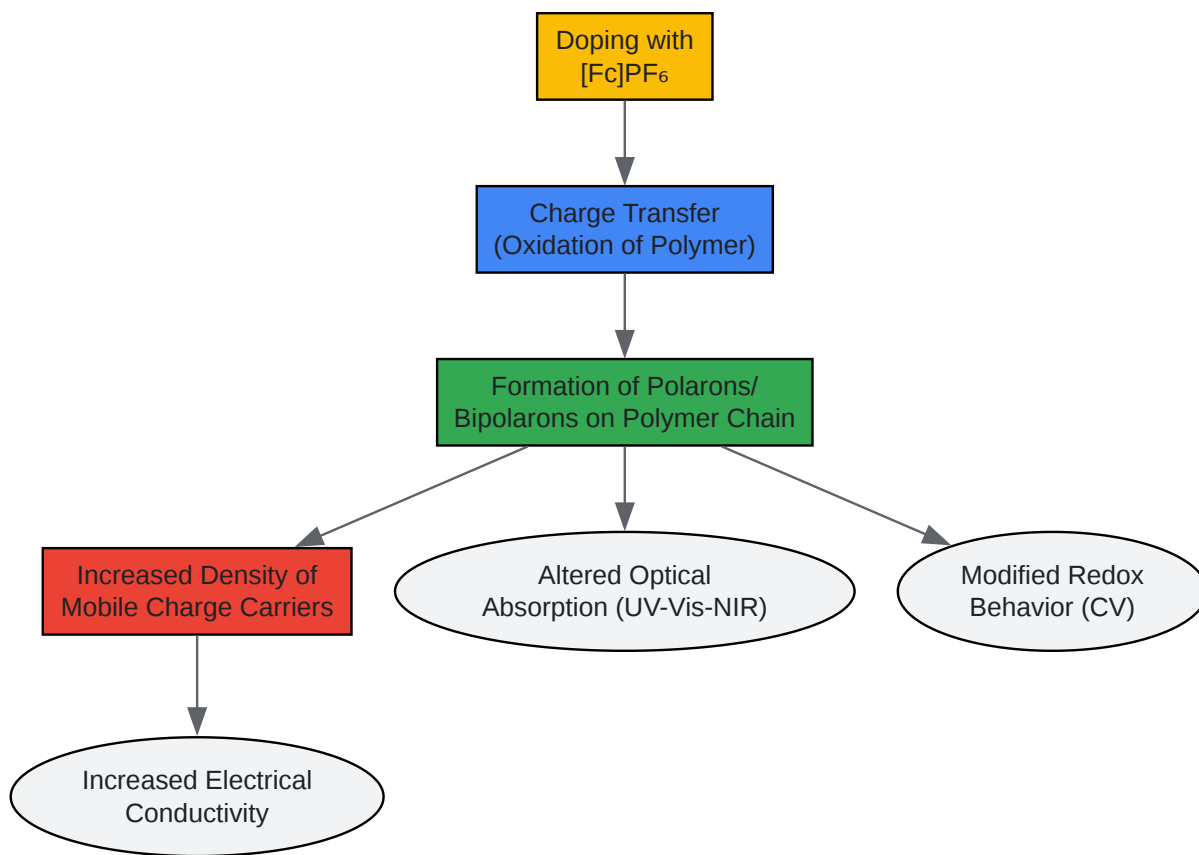 Doping with
[Fc]PF₆
Charge Transfer
(Oxidation of Polymer)
Formation of Polarons/
Bipolarons on Polymer Chain
Increased Density of
Mobile Charge Carriers
Altered Optical
Absorption (UV-Vis-NIR)
Modified Redox
Behavior (CV)
Increased Electrical
Conductivity